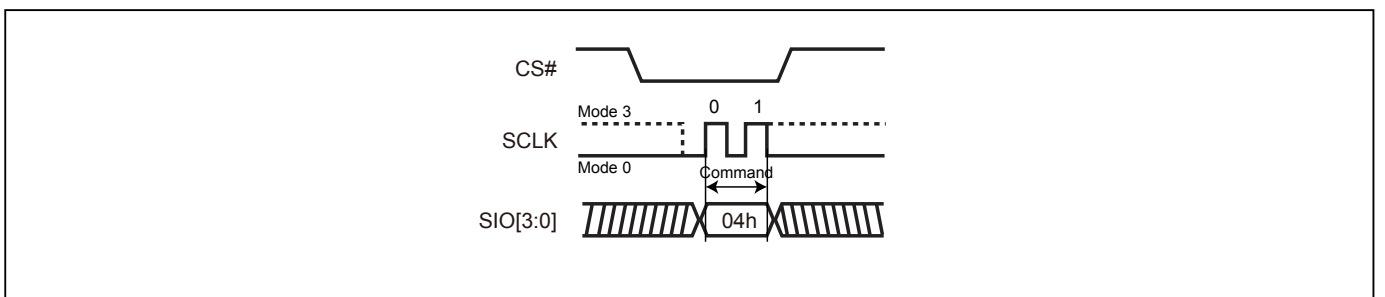 CS#
Mode 3
0 1
SCLK
Mode 0
Command
SIO[3:0]
04h